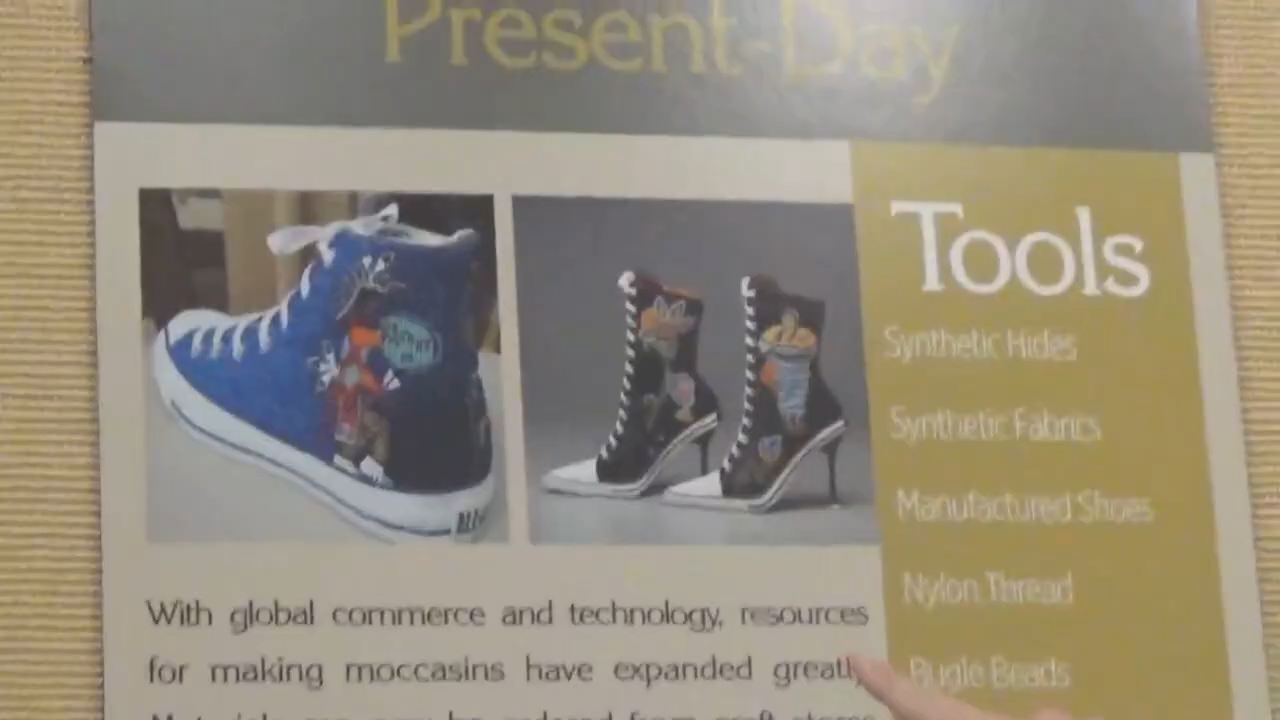 Present-Day
Tools
Synthetic Hides
Synthetic Fabrics
Manufactured Shoes
Nylon Thread
Bugle Beads
With global commerce and technology, resources
for making moccasins have expanded greatly